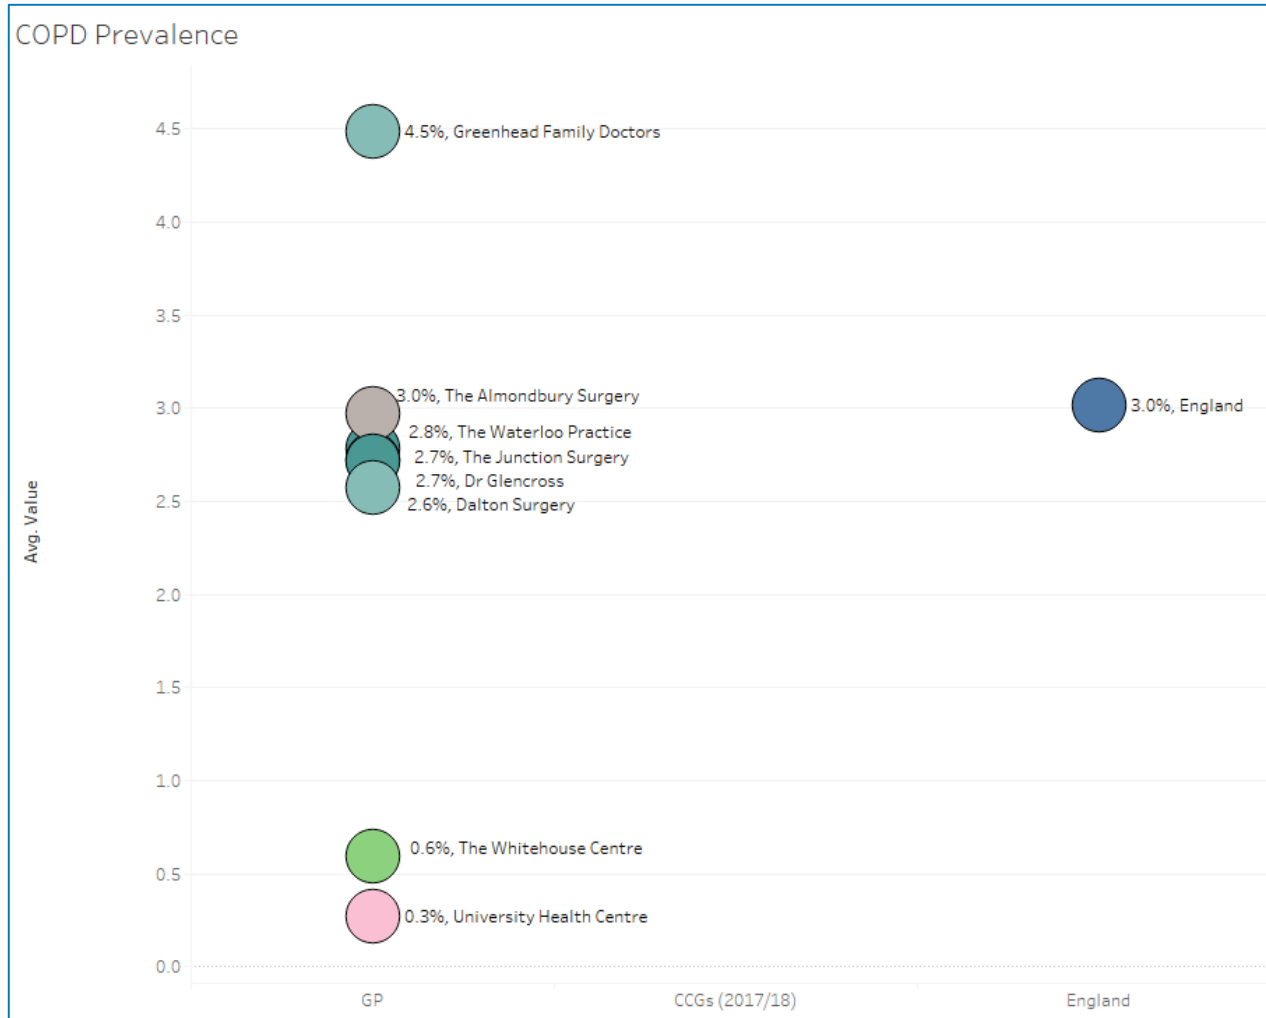 COPD Prevalence
4.5
4.5%, Greenhead Family Doctors
4.0
3.5
3.0%, The Almondbury Surgery
3.0
3.0%, England
2.8%, The Waterloo Practice
2.7%, The Junction Surgery
2.7%, Dr Glencross
2.5
2.6%, Dalton Surgery
Avg. Value
2.0
1.5
1.0
0.6%, The Whitehouse Centre
0.5
0.3%, University Health Centre
0.0
GP
CCGs (2017/18)
England